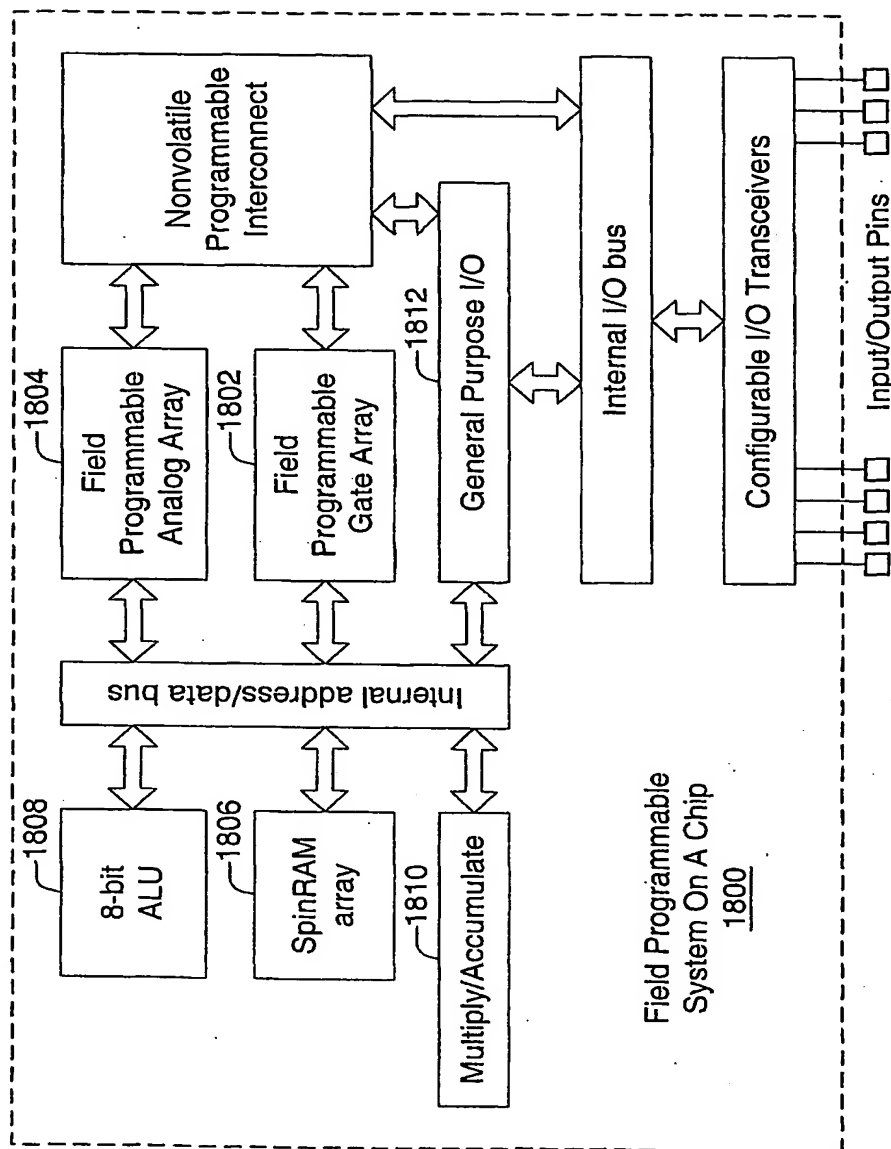 1808
8-bit
ALU
1806
SpinRAM
array
1810
Multiply/Accumulate
Internal address/data bus
1804
Field
Programmable
Analog Array
1802
Field
Programmable
Gate Array
1812
General Purpose I/O
Nonvolatile
Programmable
Interconnect
Internal I/O bus
Configurable I/O Transceivers
Input/Output Pins
Field Programmable
System On A Chip
1800